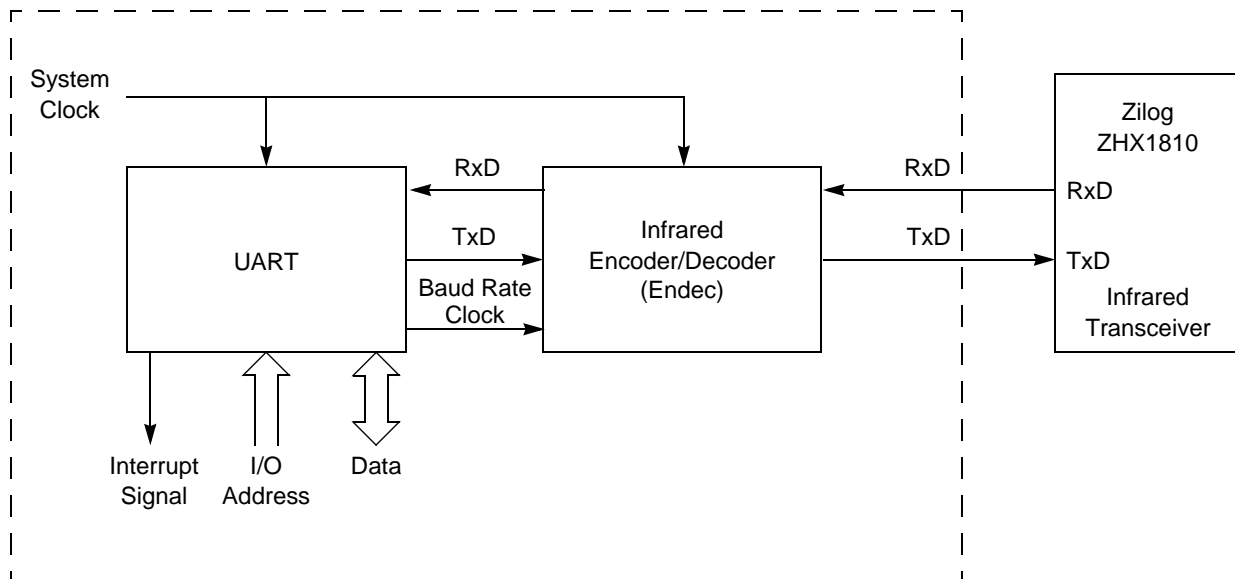 System
Clock
Zilog
ZHX1810
RxD
RxD
RxD
TxD
Infrared
Encoder/Decoder
(Endec)
TxD
UART
TxD
Baud Rate
Clock
Infrared
Transceiver
Interrupt
Signal
I/O
Address
Data